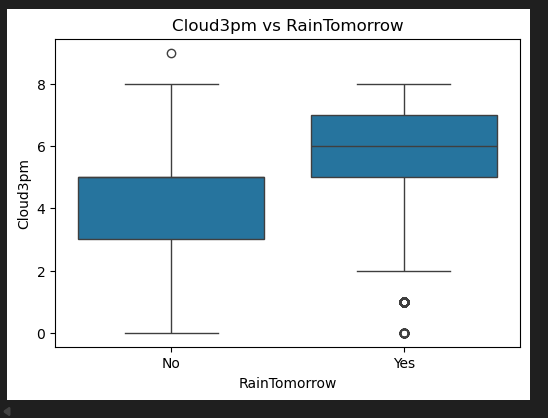 Cloud3pm vs RainTomorrow
8
6
4
2
0
Cloud3pm
No
Yes
RainTomorrow